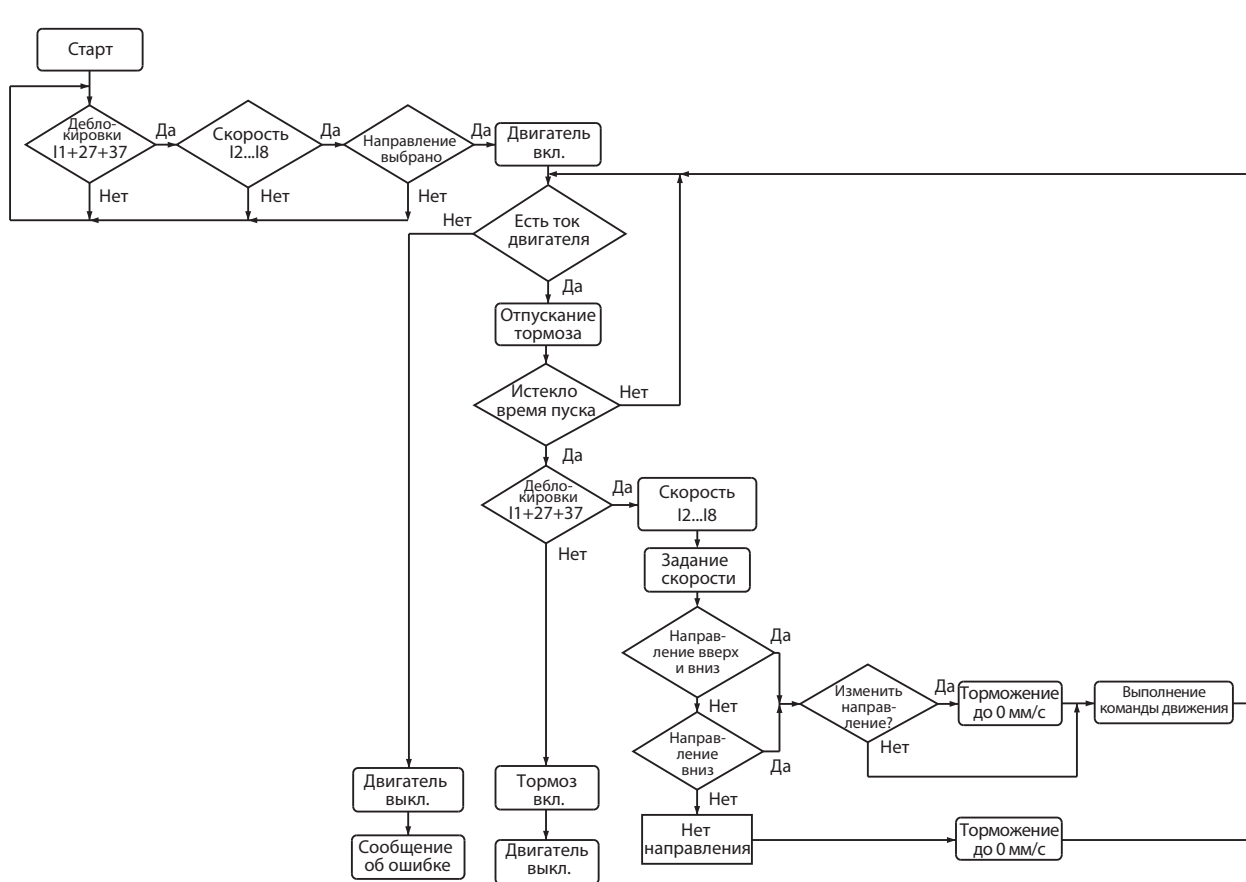 Старт
Дебло-
кировки
I1+27+37
Да
Скорость
I2...I8
Да
Направление
выбрано
Да
Двигатель
вкл.
Нет
Нет
Нет
Есть ток
двигателя
Нет
Да
Отпускание
тормоза
Истекло
время пуска
Нет
Да
Дебло-
кировки
I1+27+37
Да
Скорость
I2...I8
Нет
Задание
скорости
Направ-
ление вверх
и вниз
Да
Нет
Изменить
направ-
ление?
Да
Торможение
до 0 мм/с
Выполнение
команды движения
Нет
Направ-
ление
вниз
Да
Нет
Двигатель
выкл.
Тормоз
вкл.
Нет
направления
Торможение
до 0 мм/с
Сообщение
об ошибке
Двигатель
выкл.